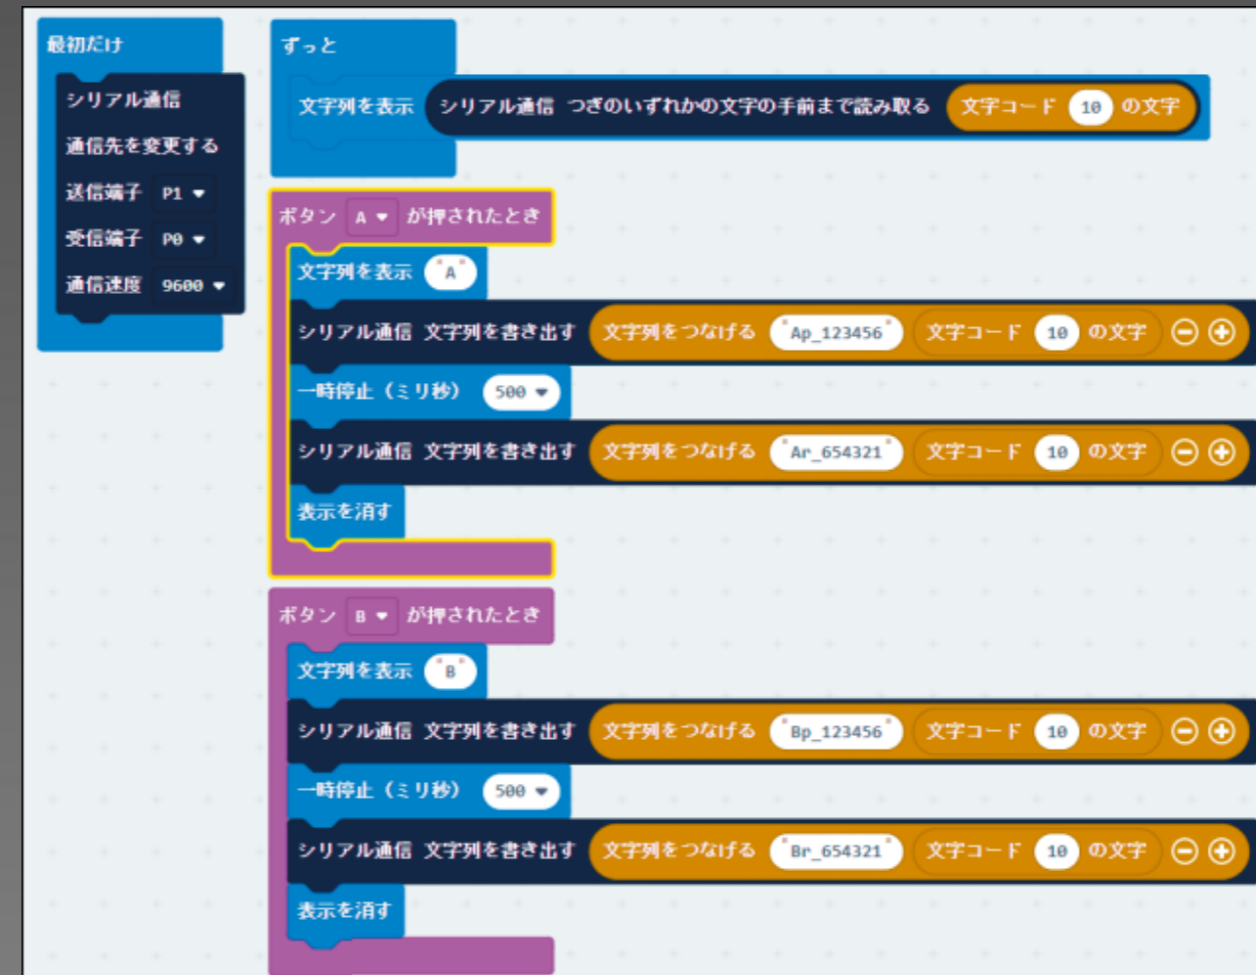 最初だけ
シリアル通信
通信先を変更する
送信端子 P1
受信端子 P0
通信速度 9600
ずっと
文字列を表示 シリアル通信 つぎのいずれかの文字の手前まで読み取る 文字コード 10 の文字
ボタン A が押されたとき
文字列を表示 "A"
シリアル通信 文字列を書き出す 文字列をつなげる "Ap_123456" 文字コード 10 の文字
一時停止（ミリ秒） 500
シリアル通信 文字列を書き出す 文字列をつなげる "Ar_654321" 文字コード 10 の文字
表示を消す
ボタン B が押されたとき
文字列を表示 "B"
シリアル通信 文字列を書き出す 文字列をつなげる "Bp_123456" 文字コード 10 の文字
一時停止（ミリ秒） 500
シリアル通信 文字列を書き出す 文字列をつなげる "Br_654321" 文字コード 10 の文字
表示を消す